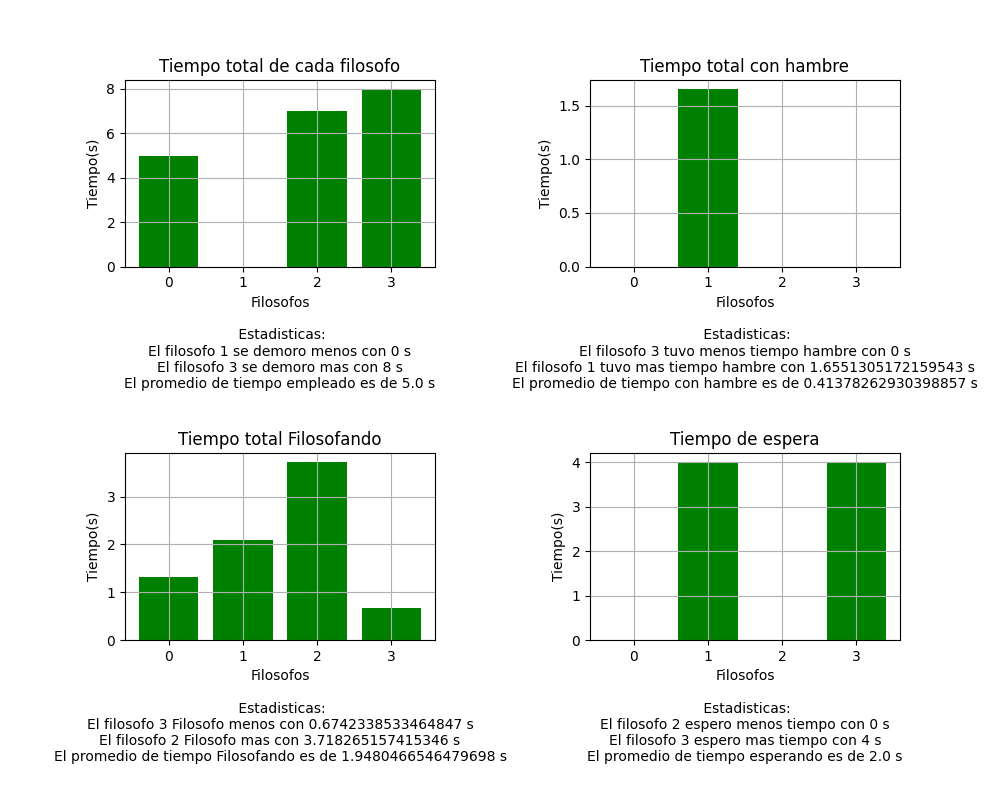 Tiempo total de cada filosofo
8
6
4
2
0
Tiempo(s)
0 1 2 3
Filosofos
Estadisticas:
El filosofo 1 se demoro menos con 0 s
El filosofo 3 se demoro mas con 8 s
El promedio de tiempo empleado es de 5.0 s
Tiempo total con hambre
1.5
1.0
0.5
0.0
Tiempo(s)
0 1 2 3
Filosofos
Estadisticas:
El filosofo 3 tuvo menos tiempo hambre con 0 s
El filosofo 1 tuvo mas tiempo hambre con 1.6551305172159543 s
El promedio de tiempo con hambre es de 0.41378262930398857 s
Tiempo total Filosofando
3
2
1
0
Tiempo(s)
0 1 2 3
Filosofos
Estadisticas:
El filosofo 3 Filosofo menos con 0.6742338533464847 s
El filosofo 2 Filosofo mas con 3.718265157415346 s
El promedio de tiempo Filosofando es de 1.9480466546479698 s
Tiempo de espera
4
3
2
1
0
Tiempo(s)
0 1 2 3
Filosofos
Estadisticas:
El filosofo 2 espero menos tiempo con 0 s
El filosofo 3 espero mas tiempo con 4 s
El promedio de tiempo esperando es de 2.0 s